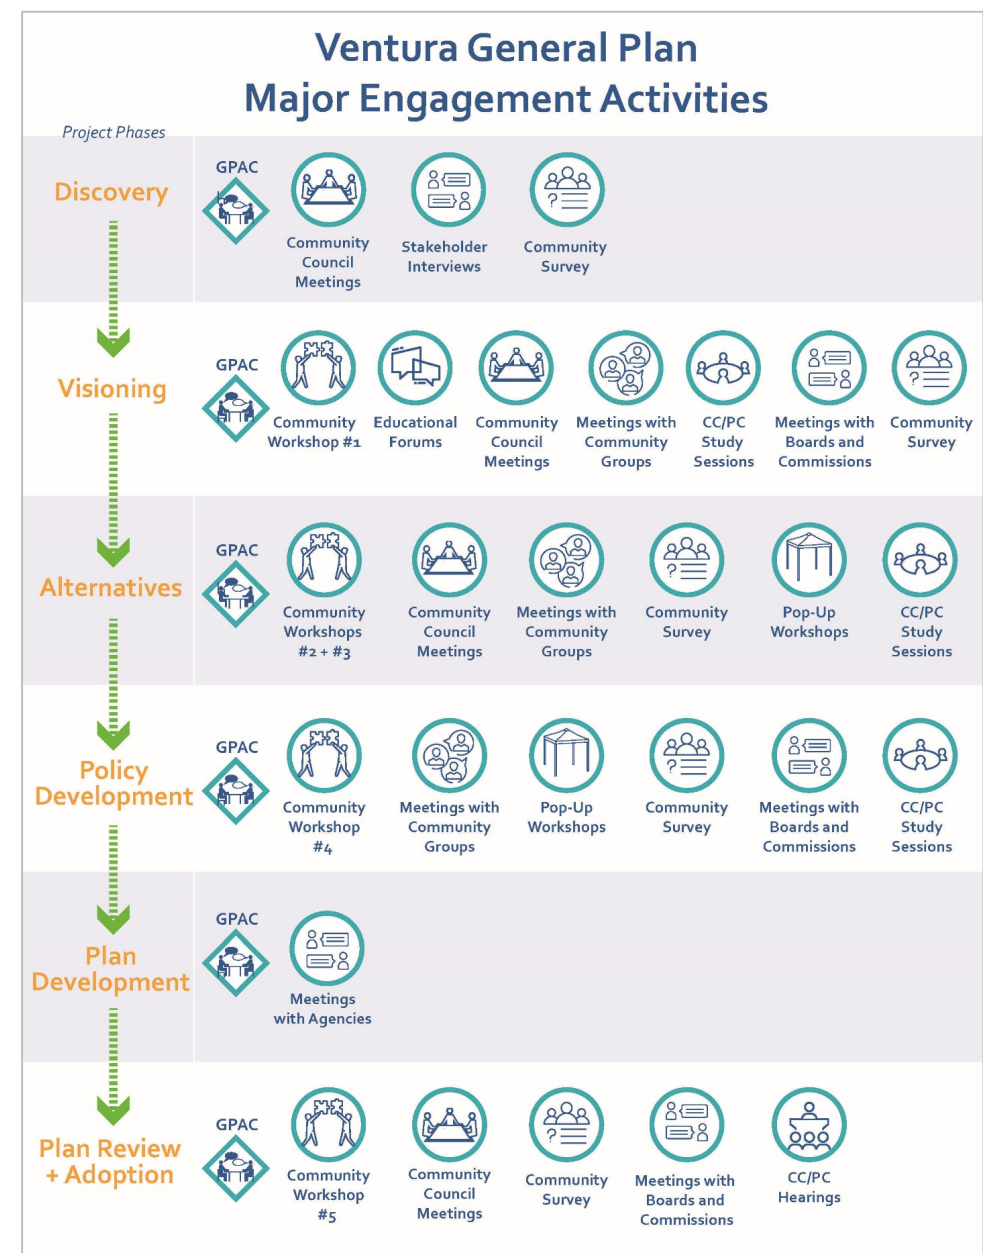 Ventura General Plan
Major Engagement Activities
Project Phases
Discovery
GPAC
Community
Council
Meetings
Stakeholder
Interviews
?
Community
Survey
Visioning
GPAC
Community
Workshop #1
Educational
Forums
Community
Council
Meetings
Meetings with
Community
Groups
CC/PC
Study
Sessions
Meetings with
Boards and
Commissions
?
Community
Survey
Alternatives
GPAC
Community
Workshops
#2 + #3
Community
Council
Meetings
Meetings with
Community
Groups
?
Community
Survey
Pop-Up
Workshops
CC/PC
Study
Sessions
Policy
Development
GPAC
Community
Workshop
#4
Meetings with
Community
Groups
Pop-Up
Workshops
?
Community
Survey
Meetings with
Boards and
Commissions
CC/PC
Study
Sessions
Plan
Development
GPAC
Meetings
with Agencies
Plan Review
+ Adoption
GPAC
Community
Workshop
#5
Community
Council
Meetings
?
Community
Survey
Meetings with
Boards and
Commissions
CC/PC
Hearings